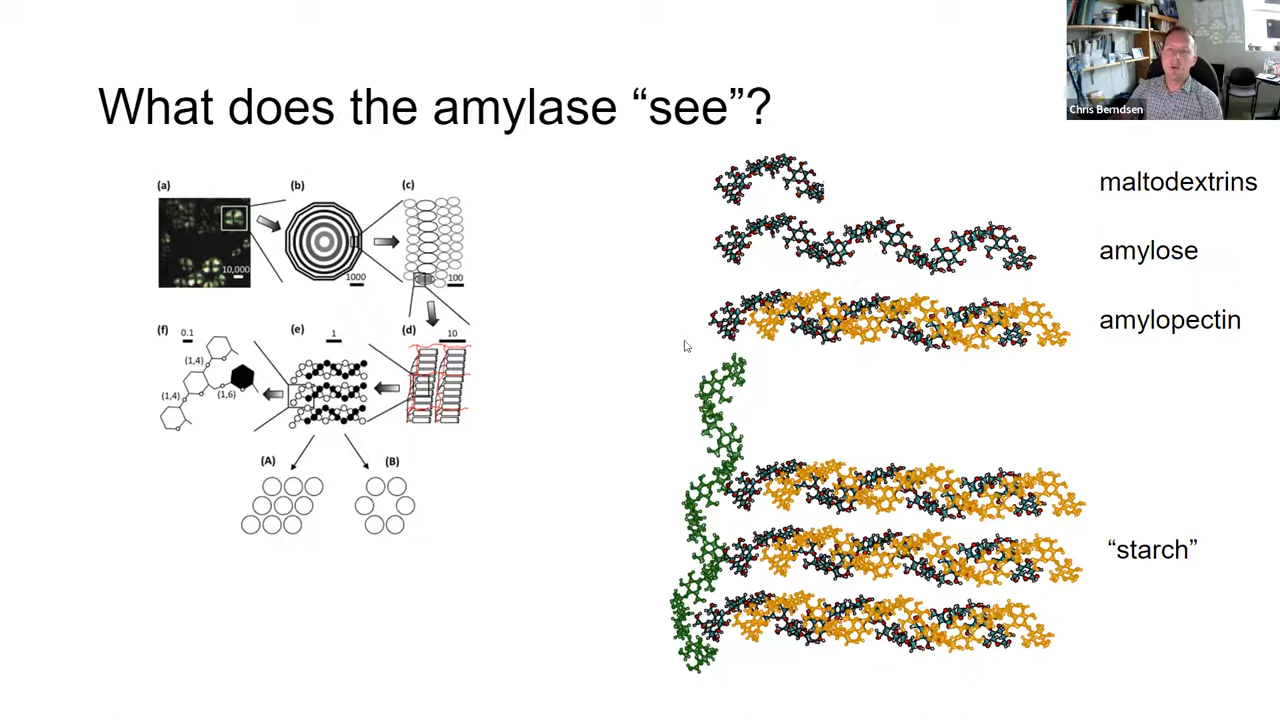 Chris Berndsen
What does the amylase “see”?
(a)
(b)
(c)
10,000
1000
100
(f)
0.1
(e)
1
(d)
10
(1,4)
(1,4)
(1,6)
(A)
(B)
maltodextrins
amylose
amylopectin
“starch”